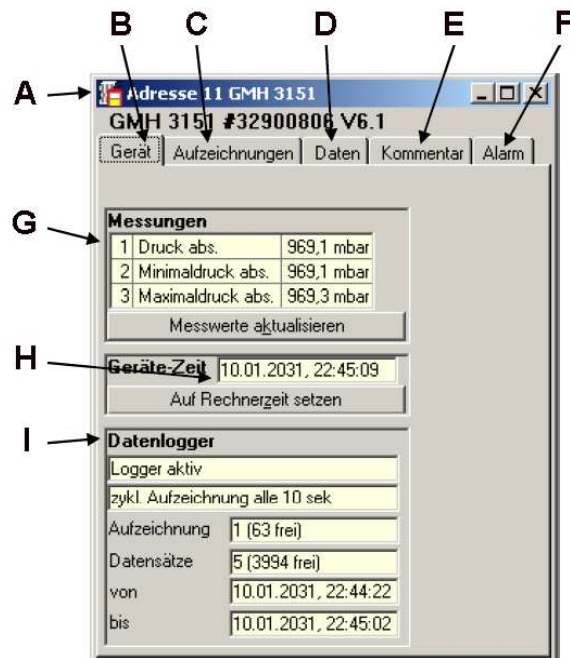 B C D E F
A Adresse 11 GMH 3151
GMH 3151 #32900806 V6.1
Gerät Aufzeichnungen Daten Kommentar Alarm
G Messungen
1 Druck abs. 969,1 mbar
2 Minimaldruck abs. 969,1 mbar
3 Maximaldruck abs. 969,3 mbar
Messwerte aktualisieren
H Geräte-Zeit 10.01.2031, 22:45:09
Auf Rechnerzeit setzen
I Datenlogger
Logger aktiv
zykl. Aufzeichnung alle 10 sek
Aufzeichnung 1 (63 frei)
Datensätze 5 (3994 frei)
von 10.01.2031, 22:44:22
bis 10.01.2031, 22:45:02